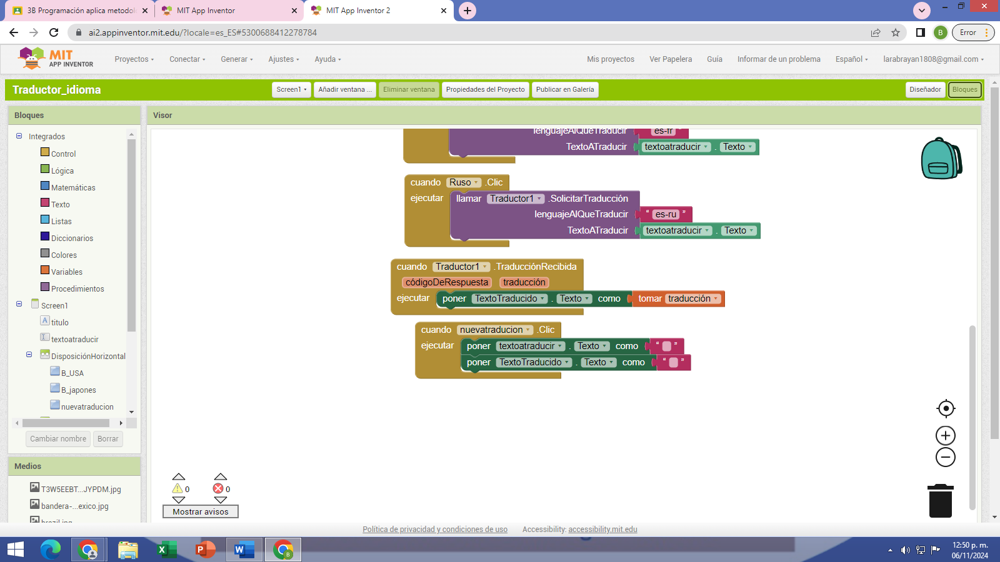 3B Programación aplica metodol
MIT App Inventor
MIT App Inventor 2
ai2.appinventor.mit.edu/?locale=es_ES#5300688412278784
B
Error
MIT
APP INVENTOR
Proyectos
Conectar
Generar
Ajustes
Ayuda
Mis proyectos
Ver Papelera
Guía
Informar de un problema
Español
larabrayan1808@gmail.com
Traductor_idioma
Screen1
Añadir ventana ...
Eliminar ventana
Propiedades del Proyecto
Publicar en Galería
Diseñador
Bloques
Bloques
Integrados
Control
Lógica
Matemáticas
Texto
Listas
Diccionarios
Colores
Variables
Procedimientos
Screen1
A titulo
textoatraducir
DisposiciónHorizontal
B_USA
B_japones
nuevatraducion
Cambiar nombre
Borrar
Medios
T3W5EEBT...JYPDM.jpg
bandera-...exico.jpg
brazil.jpg
Visor
lenguajeAlQueTraducir es-fr
TextoATraducir textoatraducir . Texto
cuando Ruso .Clic
ejecutar llamar Traductor1 .SolicitarTraducción
lenguajeAlQueTraducir “ es-ru ”
TextoATraducir textoatraducir . Texto
cuando Traductor1 .TraducciónRecibida
códigoDeRespuesta traducción
ejecutar poner TextoTraducido . Texto como tomar traducción
cuando nuevatraducion .Clic
ejecutar poner textoatraducir . Texto como “ ”
poner TextoTraducido . Texto como “ ”
0 0
Mostrar avisos
Política de privacidad y condiciones de uso
Accessibility: accessibility.mit.edu
12:50 p. m.
06/11/2024